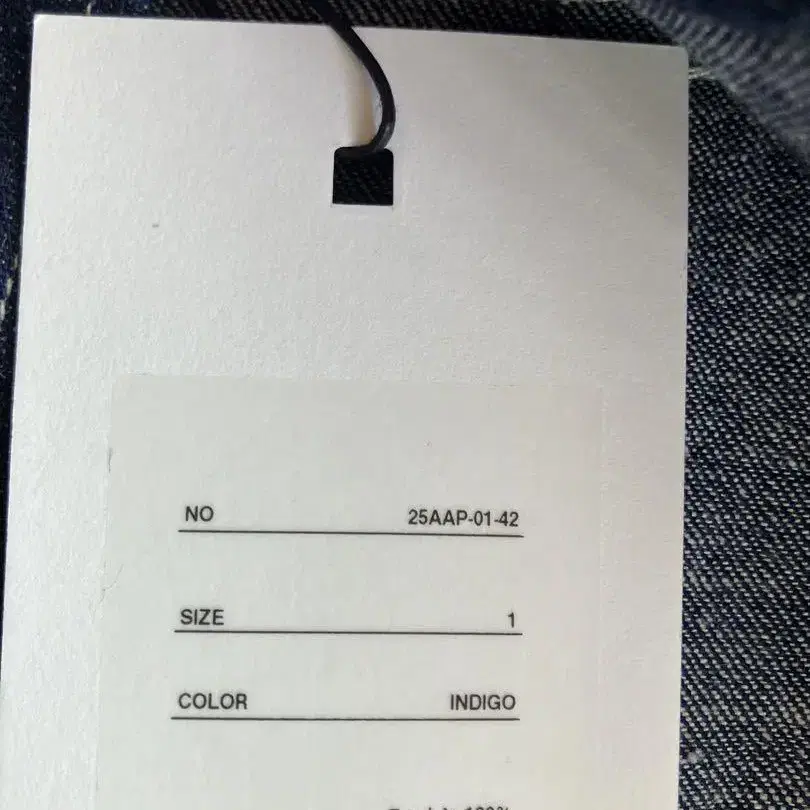 NO 25AAP-01-42
SIZE 1
COLOR INDIGO